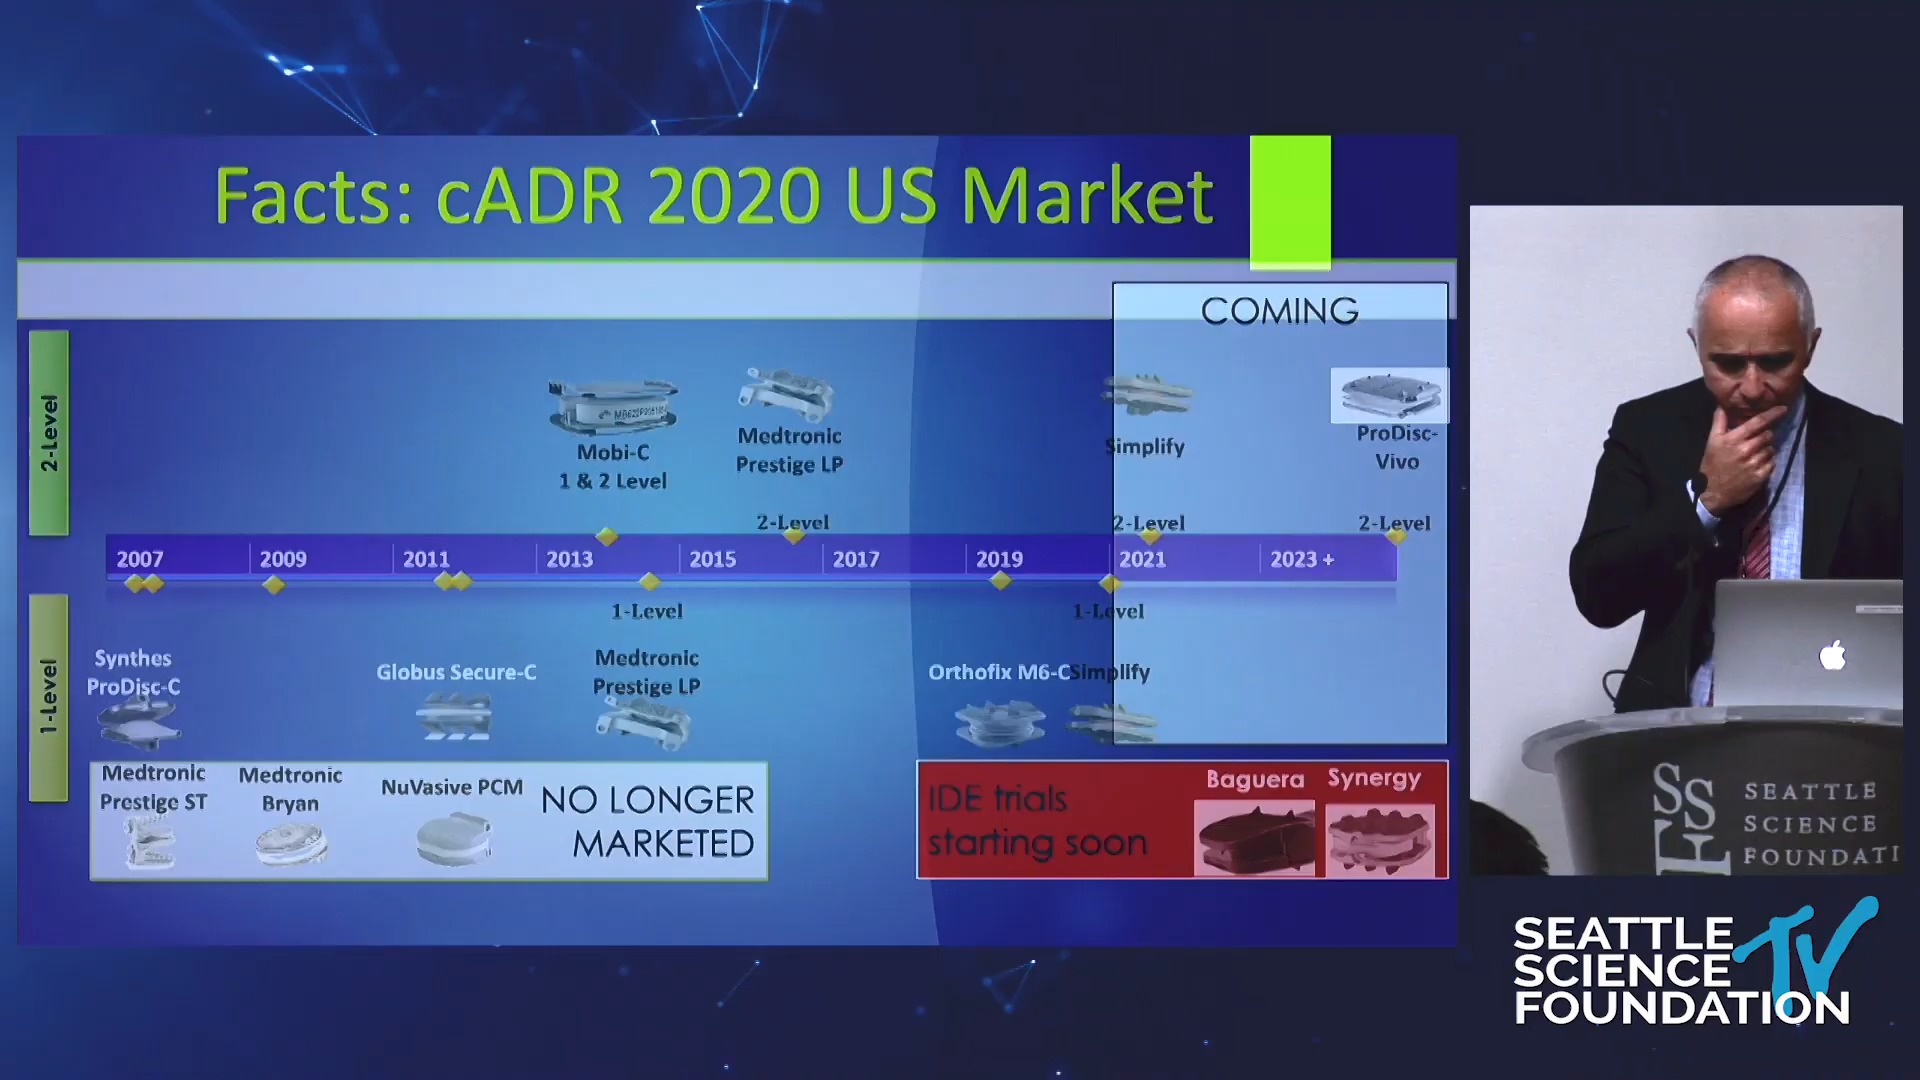 Facts: cADR 2020 US Market
COMING
2-Level
Mobi-C
1 & 2 Level
Medtronic
Prestige LP
2-Level
Simplify
2-Level
ProDisc-
Vivo
2-Level
2007 2009 2011 2013 2015 2017 2019 2021 2023 +
1-Level
1-Level
1-Level
Synthes
ProDisc-C
Globus Secure-C
Medtronic
Prestige LP
Orthofix M6-C
Simplify
Medtronic
Prestige ST
Medtronic
Bryan
NuVasive PCM
NO LONGER
MARKETED
IDE trials
starting soon
Baguera
Synergy
SEATTLE
SCIENCE
FOUNDATI
SEATTLE
SCIENCE
FOUNDATION
TV